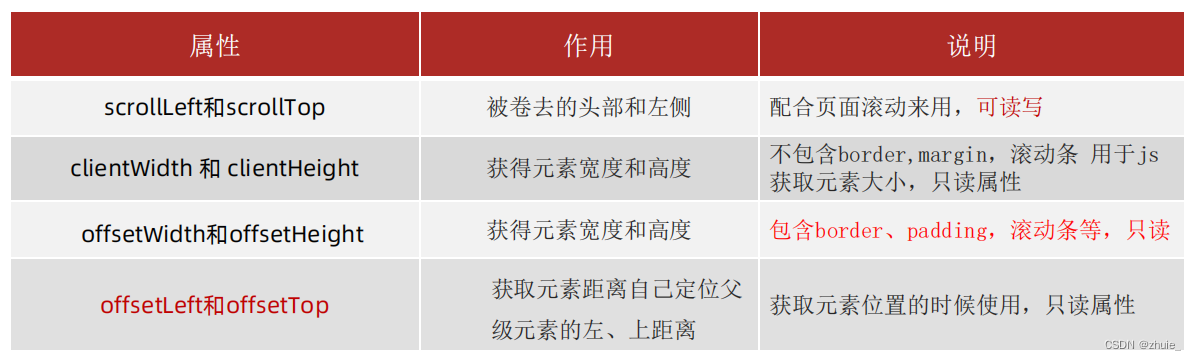 属性
作用
说明
scrollLeft和scrollTop
被卷去的头部和左侧
配合页面滚动来用，可读写
clientWidth 和 clientHeight
获得元素宽度和高度
不包含border,margin，滚动条 用于js
获取元素大小，只读属性
offsetWidth和offsetHeight
获得元素宽度和高度
包含border、padding，滚动条等，只读
offsetLeft和offsetTop
获取元素距离自己定位父
级元素的左、上距离
获取元素位置的时候使用，只读属性
CSDN @zhuie_